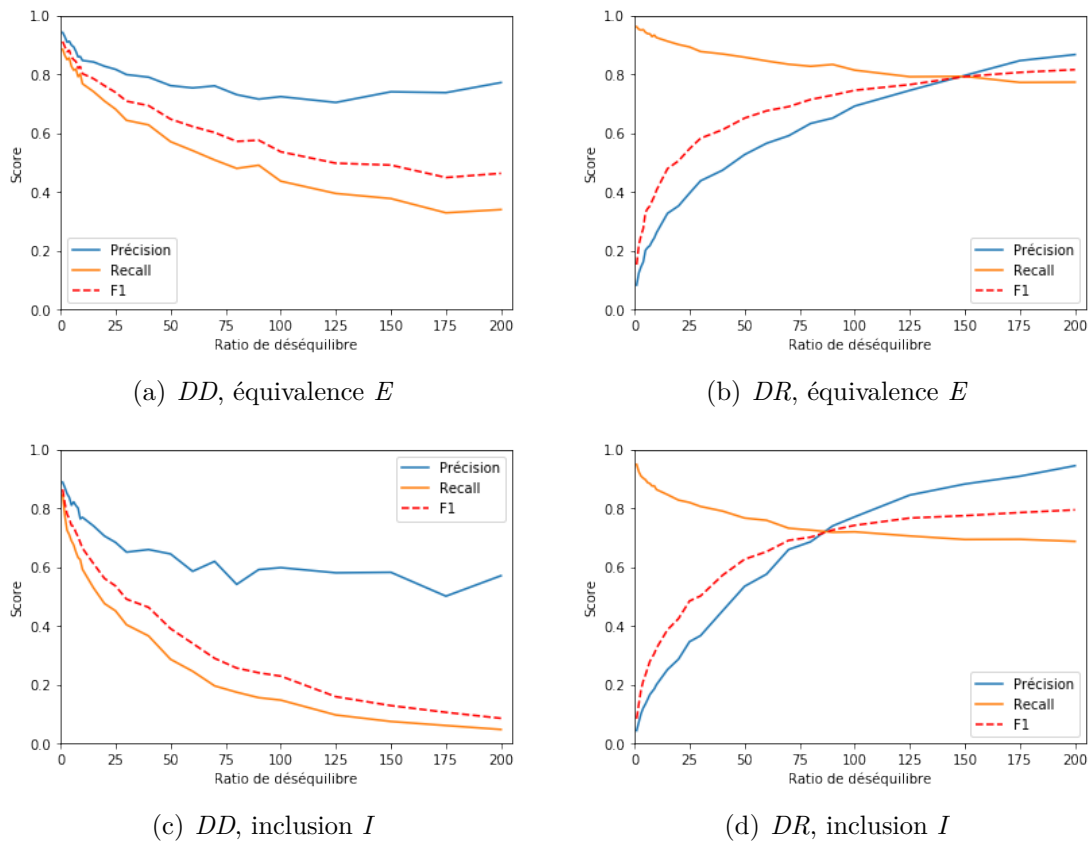 1.0
0.8
0.6
0.4
0.2
0.0
Score
Précision
Recall
F1
0 25 50 75 100 125 150 175 200
Ratio de déséquilibre
(a) DD, équivalence E
1.0
0.8
0.6
0.4
0.2
0.0
Score
Précision
Recall
F1
0 25 50 75 100 125 150 175 200
Ratio de déséquilibre
(b) DR, équivalence E
1.0
0.8
0.6
0.4
0.2
0.0
Score
Précision
Recall
F1
0 25 50 75 100 125 150 175 200
Ratio de déséquilibre
(c) DD, inclusion I
1.0
0.8
0.6
0.4
0.2
0.0
Score
Précision
Recall
F1
0 25 50 75 100 125 150 175 200
Ratio de déséquilibre
(d) DR, inclusion I